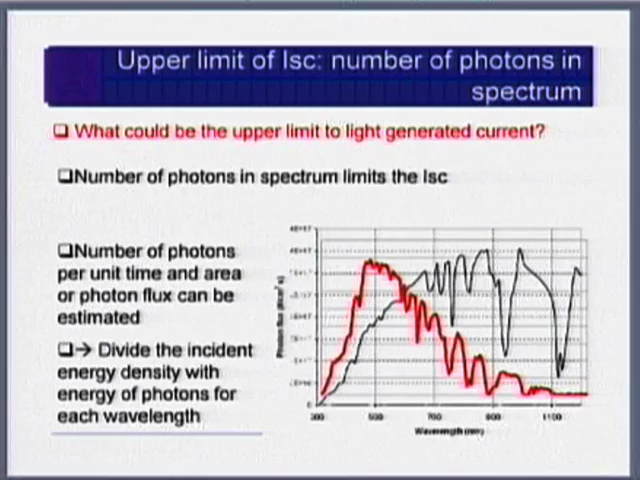 Upper limit of Isc: number of photons in
spectrum
❑ What could be the upper limit to light generated current?
❑Number of photons in spectrum limits the Isc
❑Number of photons
per unit time and area
or photon flux can be
estimated
❑→ Divide the incident
energy density with
energy of photons for
each wavelength
300 500 700 900 1100
Wavelength (nm)